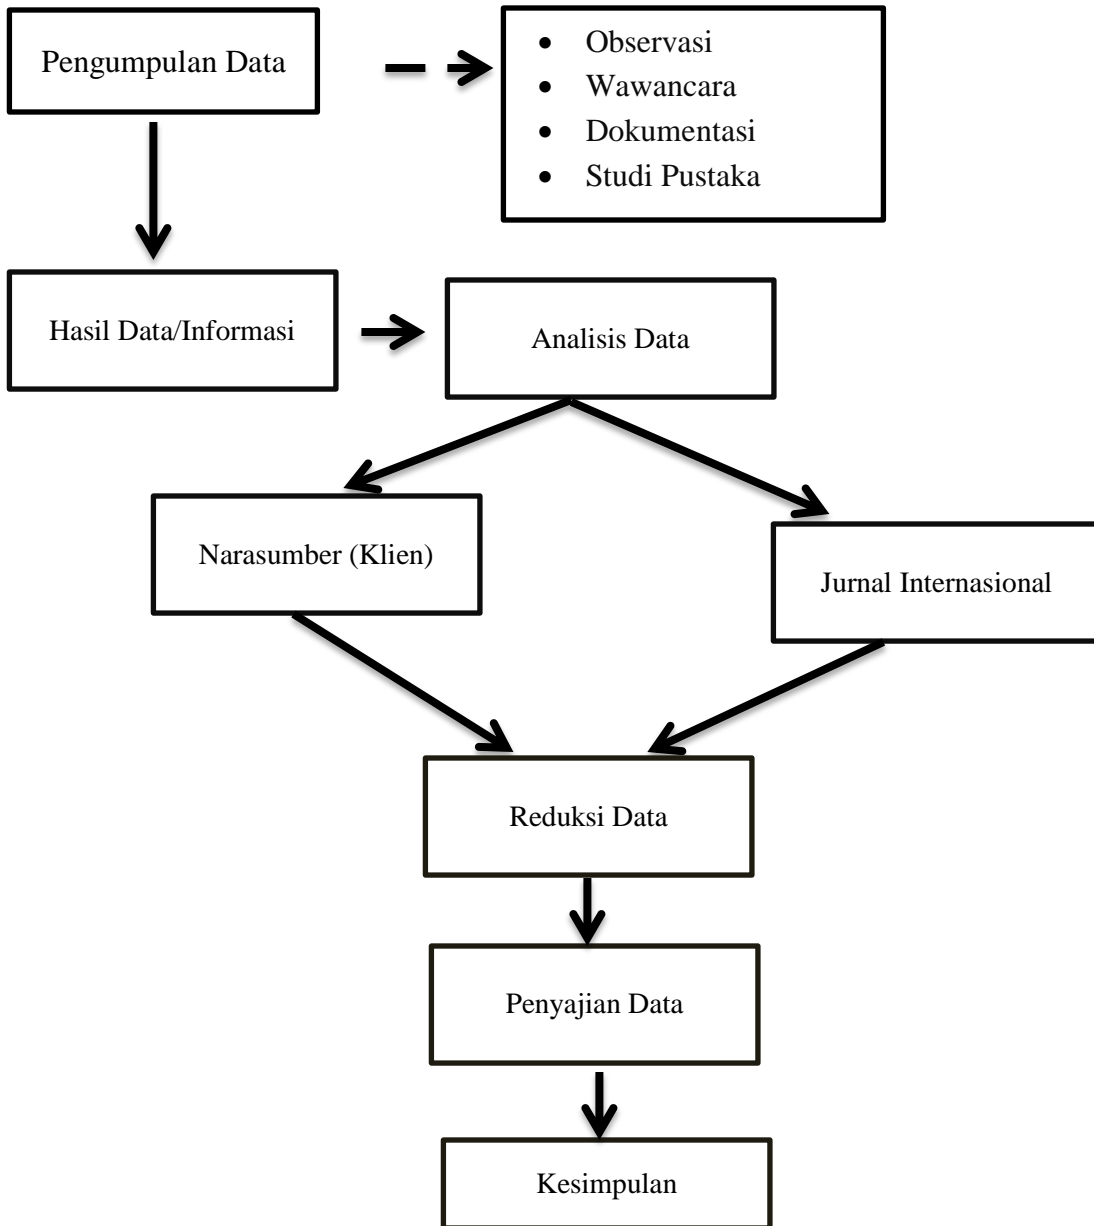 Pengumpulan Data
• Observasi
• Wawancara
• Dokumentasi
• Studi Pustaka
Hasil Data/Informasi
Analisis Data
Narasumber (Klien)
Jurnal Internasional
Reduksi Data
Penyajian Data
Kesimpulan